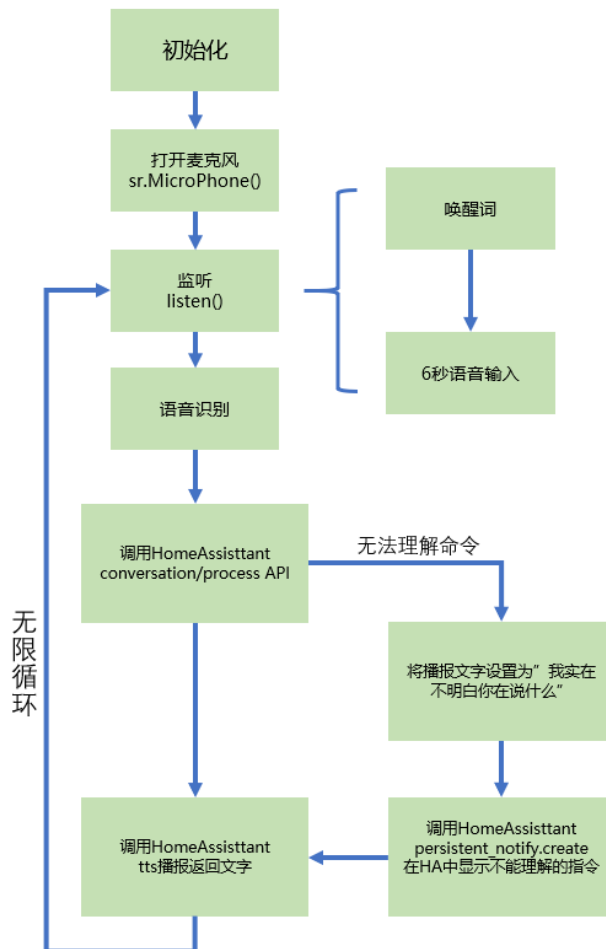 初始化
打开麦克风
sr.MicroPhone()
监听
listen()
唤醒词
6秒语音输入
语音识别
调用HomeAssisttant
conversation/process API
无法理解命令
无限循环
将播报文字设置为”我实在
不明白你在说什么”
调用HomeAssisttant
tts播报返回文字
调用HomeAssisttant
persistent_notify.create
在HA中显示不能理解的指令